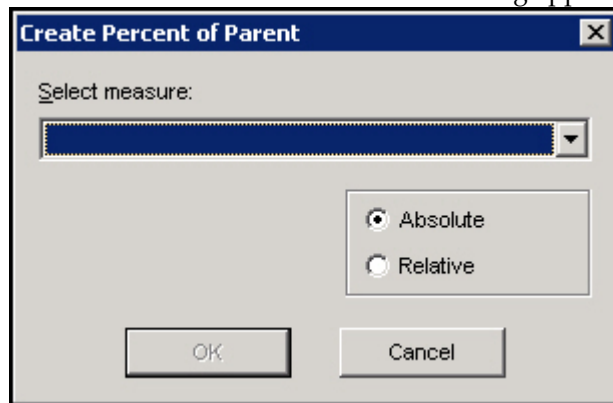 Create Percent of Parent
Select measure:
Absolute
Relative
OK
Cancel